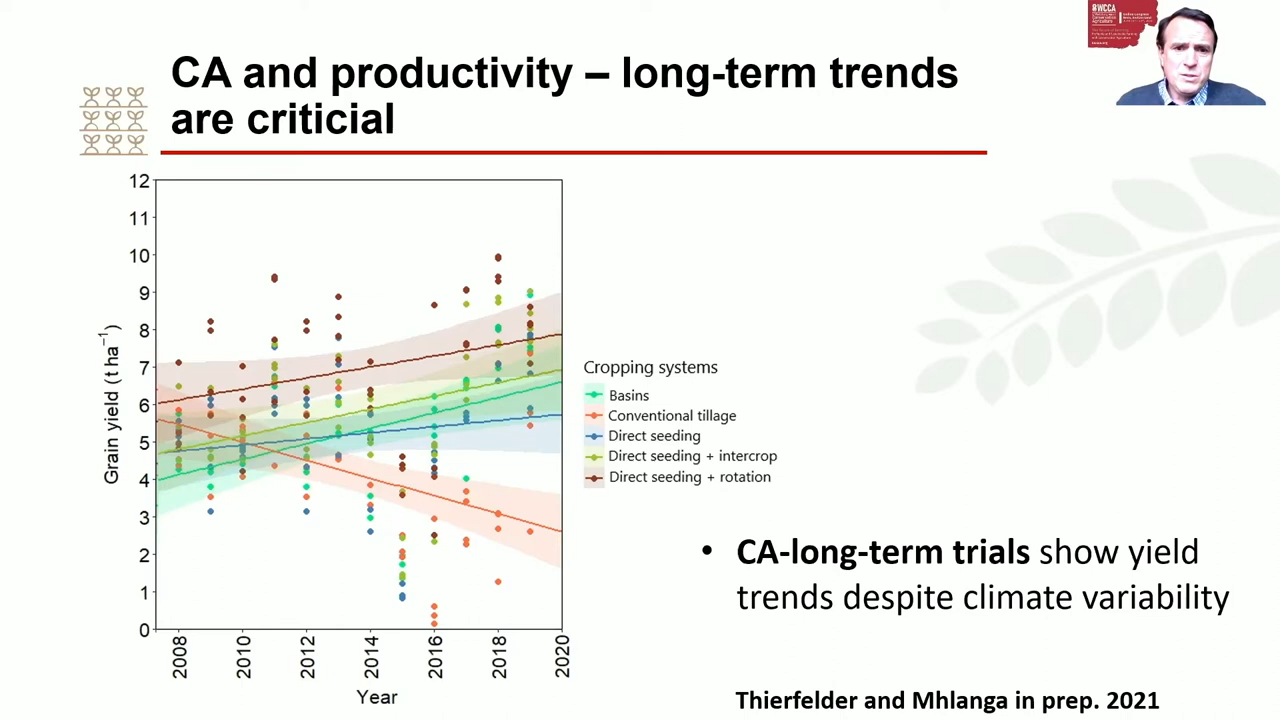 CA and productivity – long-term trends
are criticial
WCCA
12
11
10
9
8
7
6
5
4
3
2
1
0
Grain yield (t ha⁻¹)
2008
2010
2012
2014
2016
2018
2020
Year
Cropping systems
Basins
Conventional tillage
Direct seeding
Direct seeding + intercrop
Direct seeding + rotation
• CA-long-term trials show yield
trends despite climate variability
Thierfelder and Mhlanga in prep. 2021